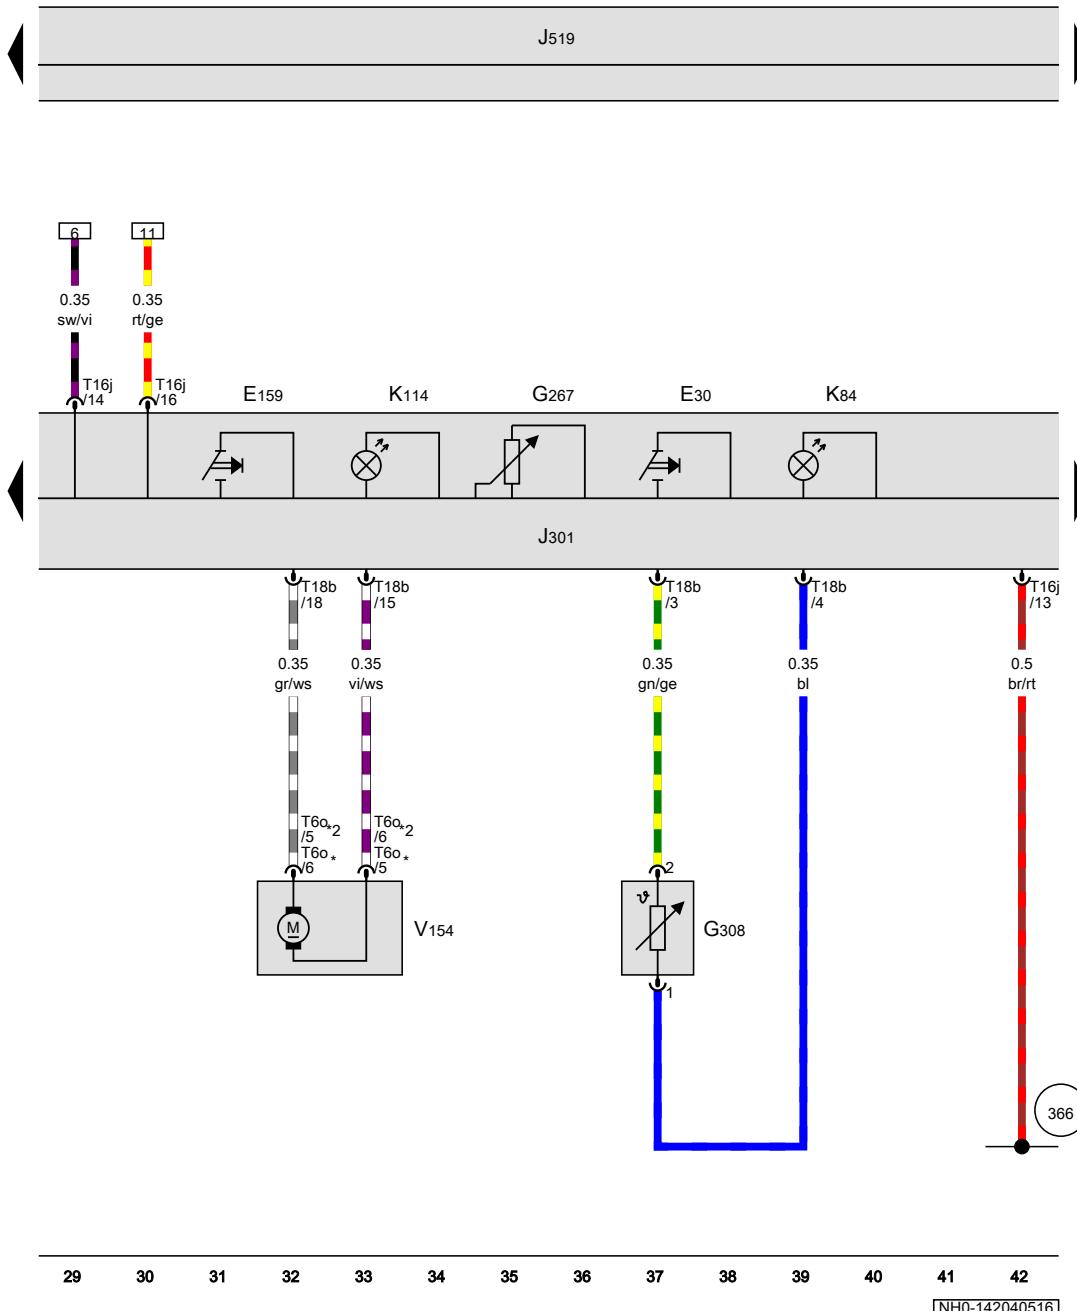 J519
6 11
0.35 0.35
sw/vi rt/ge
T16j T16j
/14 /16
E159 K114 G267 E30 K84
J301
T18b T18b T18b T18b T16j
/18 /15 /3 /4 /13
0.35 0.35 0.35 0.35 0.5
gr/ws vi/ws gn/ge bl br/rt
T6o*2 T6o*2
/5 /6
T6o* T6o*
/6 /5 2
ϑ
M V154 G308
1
366
29 30 31 32 33 34 35 36 37 38 39 40 41 42
NH0-142040516